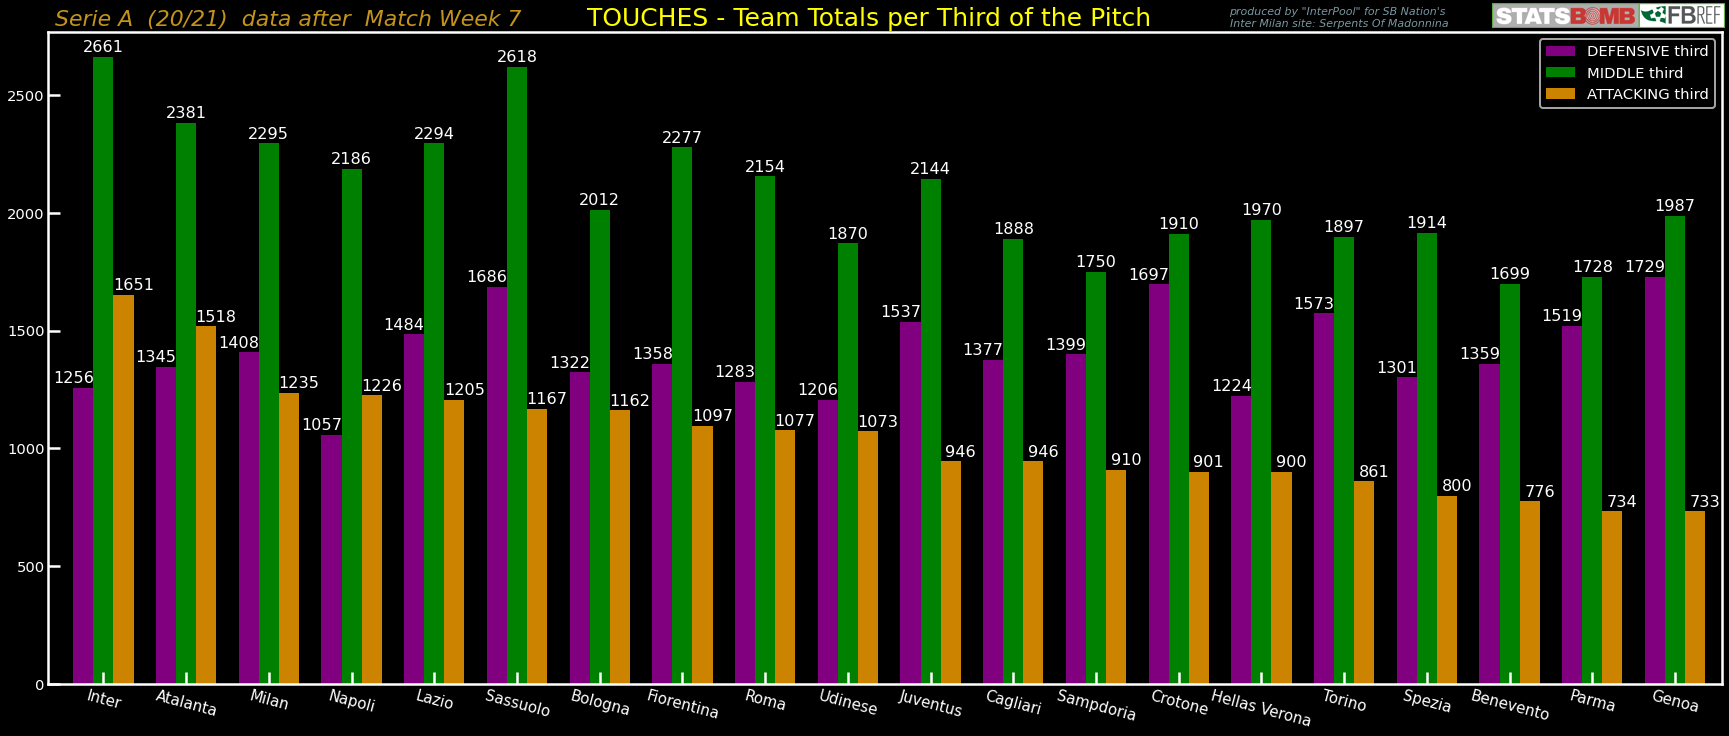 Serie A (20/21) data after Match Week 7
TOUCHES - Team Totals per Third of the Pitch
produced by "InterPool" for SB Nation's
Inter Milan site: Serpents Of Madonnina
STATSBOMB
FBREF
DEFENSIVE third
MIDDLE third
ATTACKING third
2500
2000
1500
1000
500
0
1256 2661 1651
1345 2381 1518
1408 2295 1235
1057 2186 1226
1484 2294 1205
1686 2618 1167
1322 2012 1162
1358 2277 1097
1283 2154 1077
1206 1870 1073
1537 2144 946
1377 1888 946
1399 1750 910
1697 1910 901
1224 1970 900
1573 1897 861
1301 1914 800
1359 1699 776
1519 1728 734
1729 1987 733
Inter
Atalanta
Milan
Napoli
Lazio
Sassuolo
Bologna
Fiorentina
Roma
Udinese
Juventus
Cagliari
Sampdoria
Crotone
Hellas Verona
Torino
Spezia
Benevento
Parma
Genoa